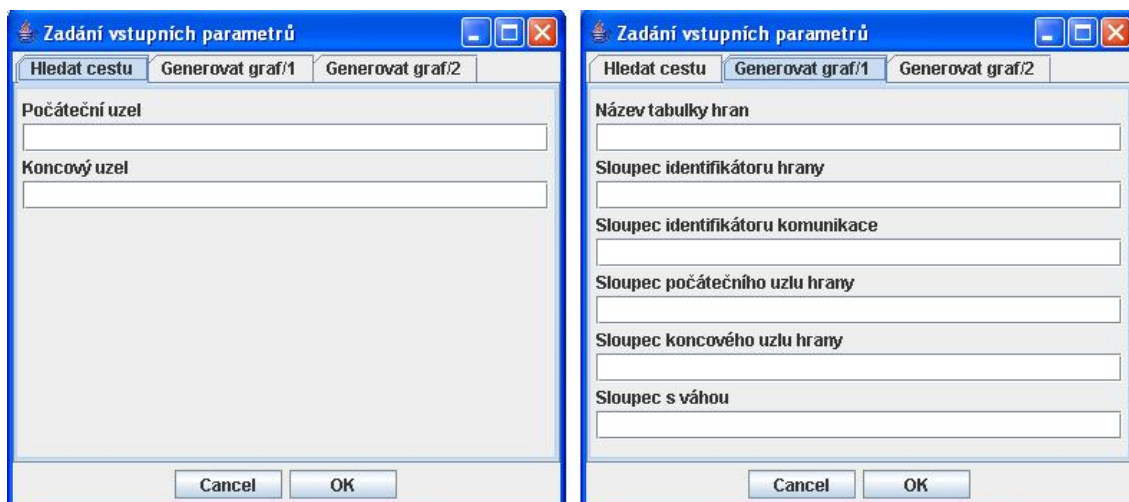 Zadání vstupních parametrů
Hledat cestu Generovat graf/1 Generovat graf/2
Počáteční uzel
Koncový uzel
Cancel OK
Zadání vstupních parametrů
Hledat cestu Generovat graf/1 Generovat graf/2
Název tabulky hran
Sloupec identifikátoru hrany
Sloupec identifikátoru komunikace
Sloupec počátečního uzlu hrany
Sloupec koncového uzlu hrany
Sloupec s váhou
Cancel OK